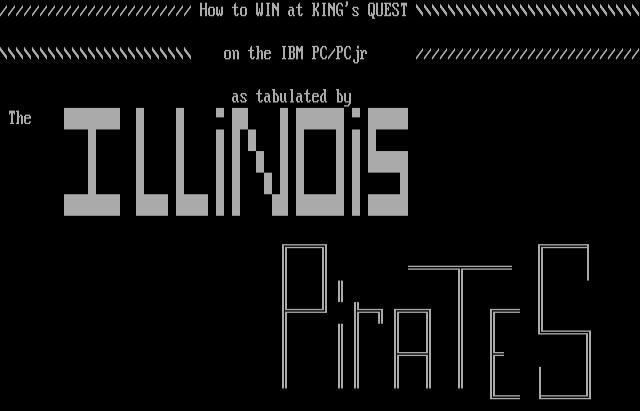 //////////////////////// How to WIN at KING's QUEST \\\\\\\\\\\\\\\\\\\\\\\\\\\\
\\\\\\\\\\\\\\\\\\\\\\\\ on the IBM PC/PCjr ////////////////////////////
as tabulated by
The ILLiNOiS
PiraTES